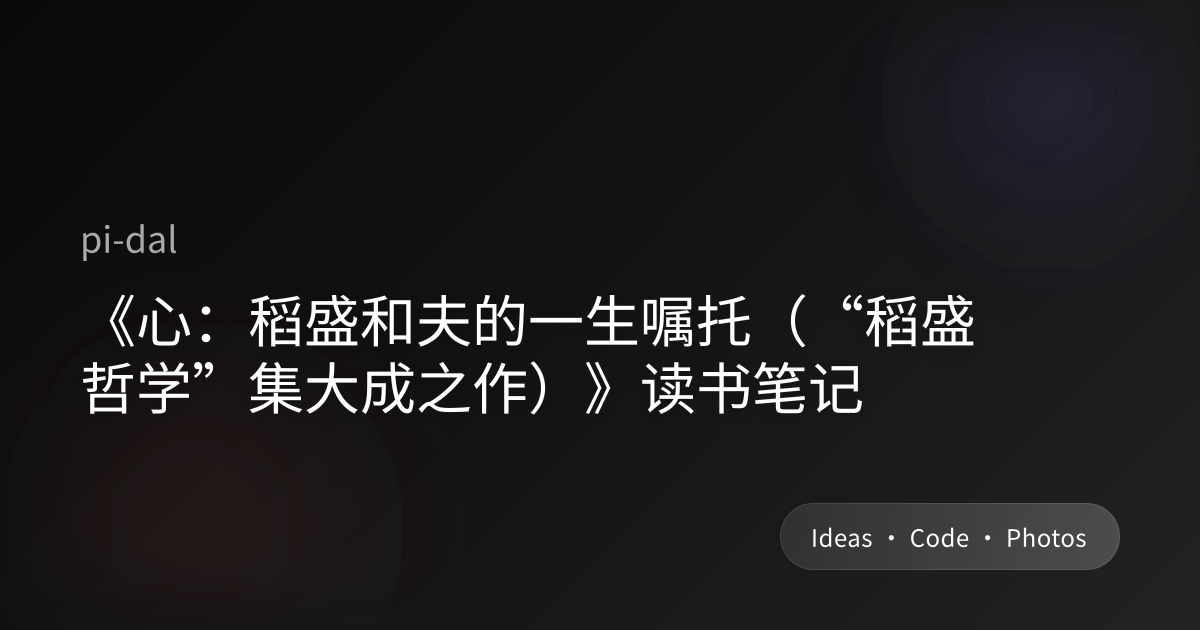 pi-dal
《心：稻盛和夫的一生嘱托（“稻盛
哲学”集大成之作）》读书笔记
Ideas • Code • Photos